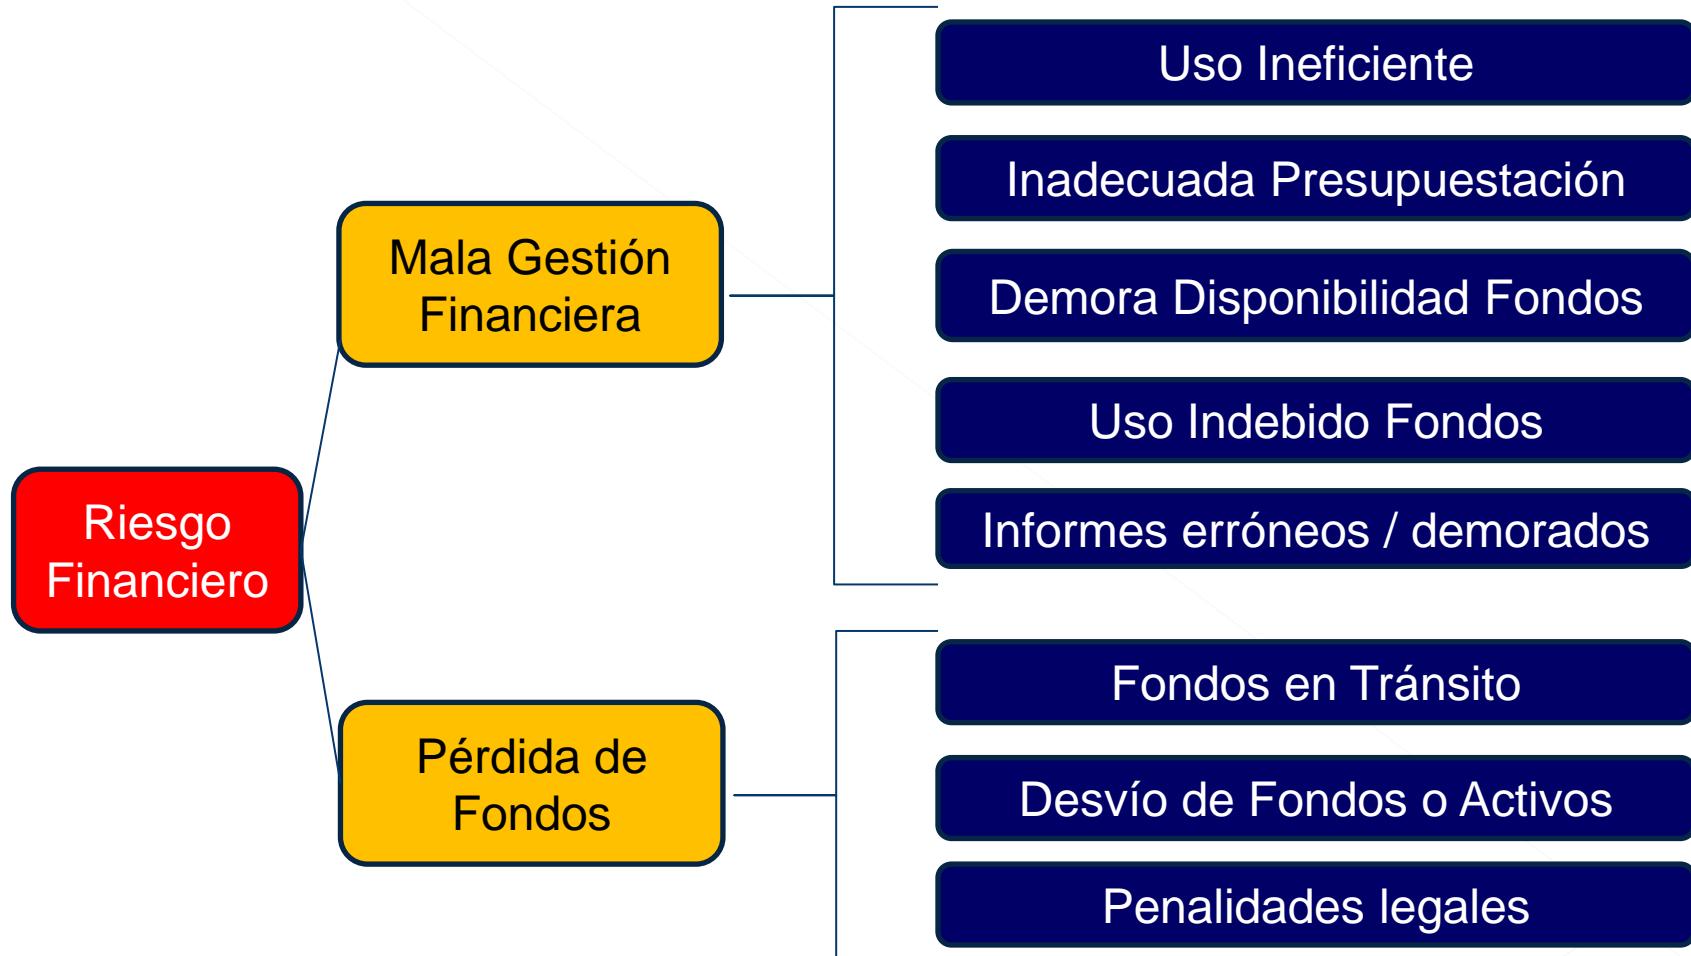 Uso Ineficiente
Inadecuada Presupuestación
Mala Gestión
Financiera
Demora Disponibilidad Fondos
Uso Indebido Fondos
Riesgo
Financiero
Informes erróneos / demorados
Fondos en Tránsito
Pérdida de
Fondos
Desvío de Fondos o Activos
Penalidades legales